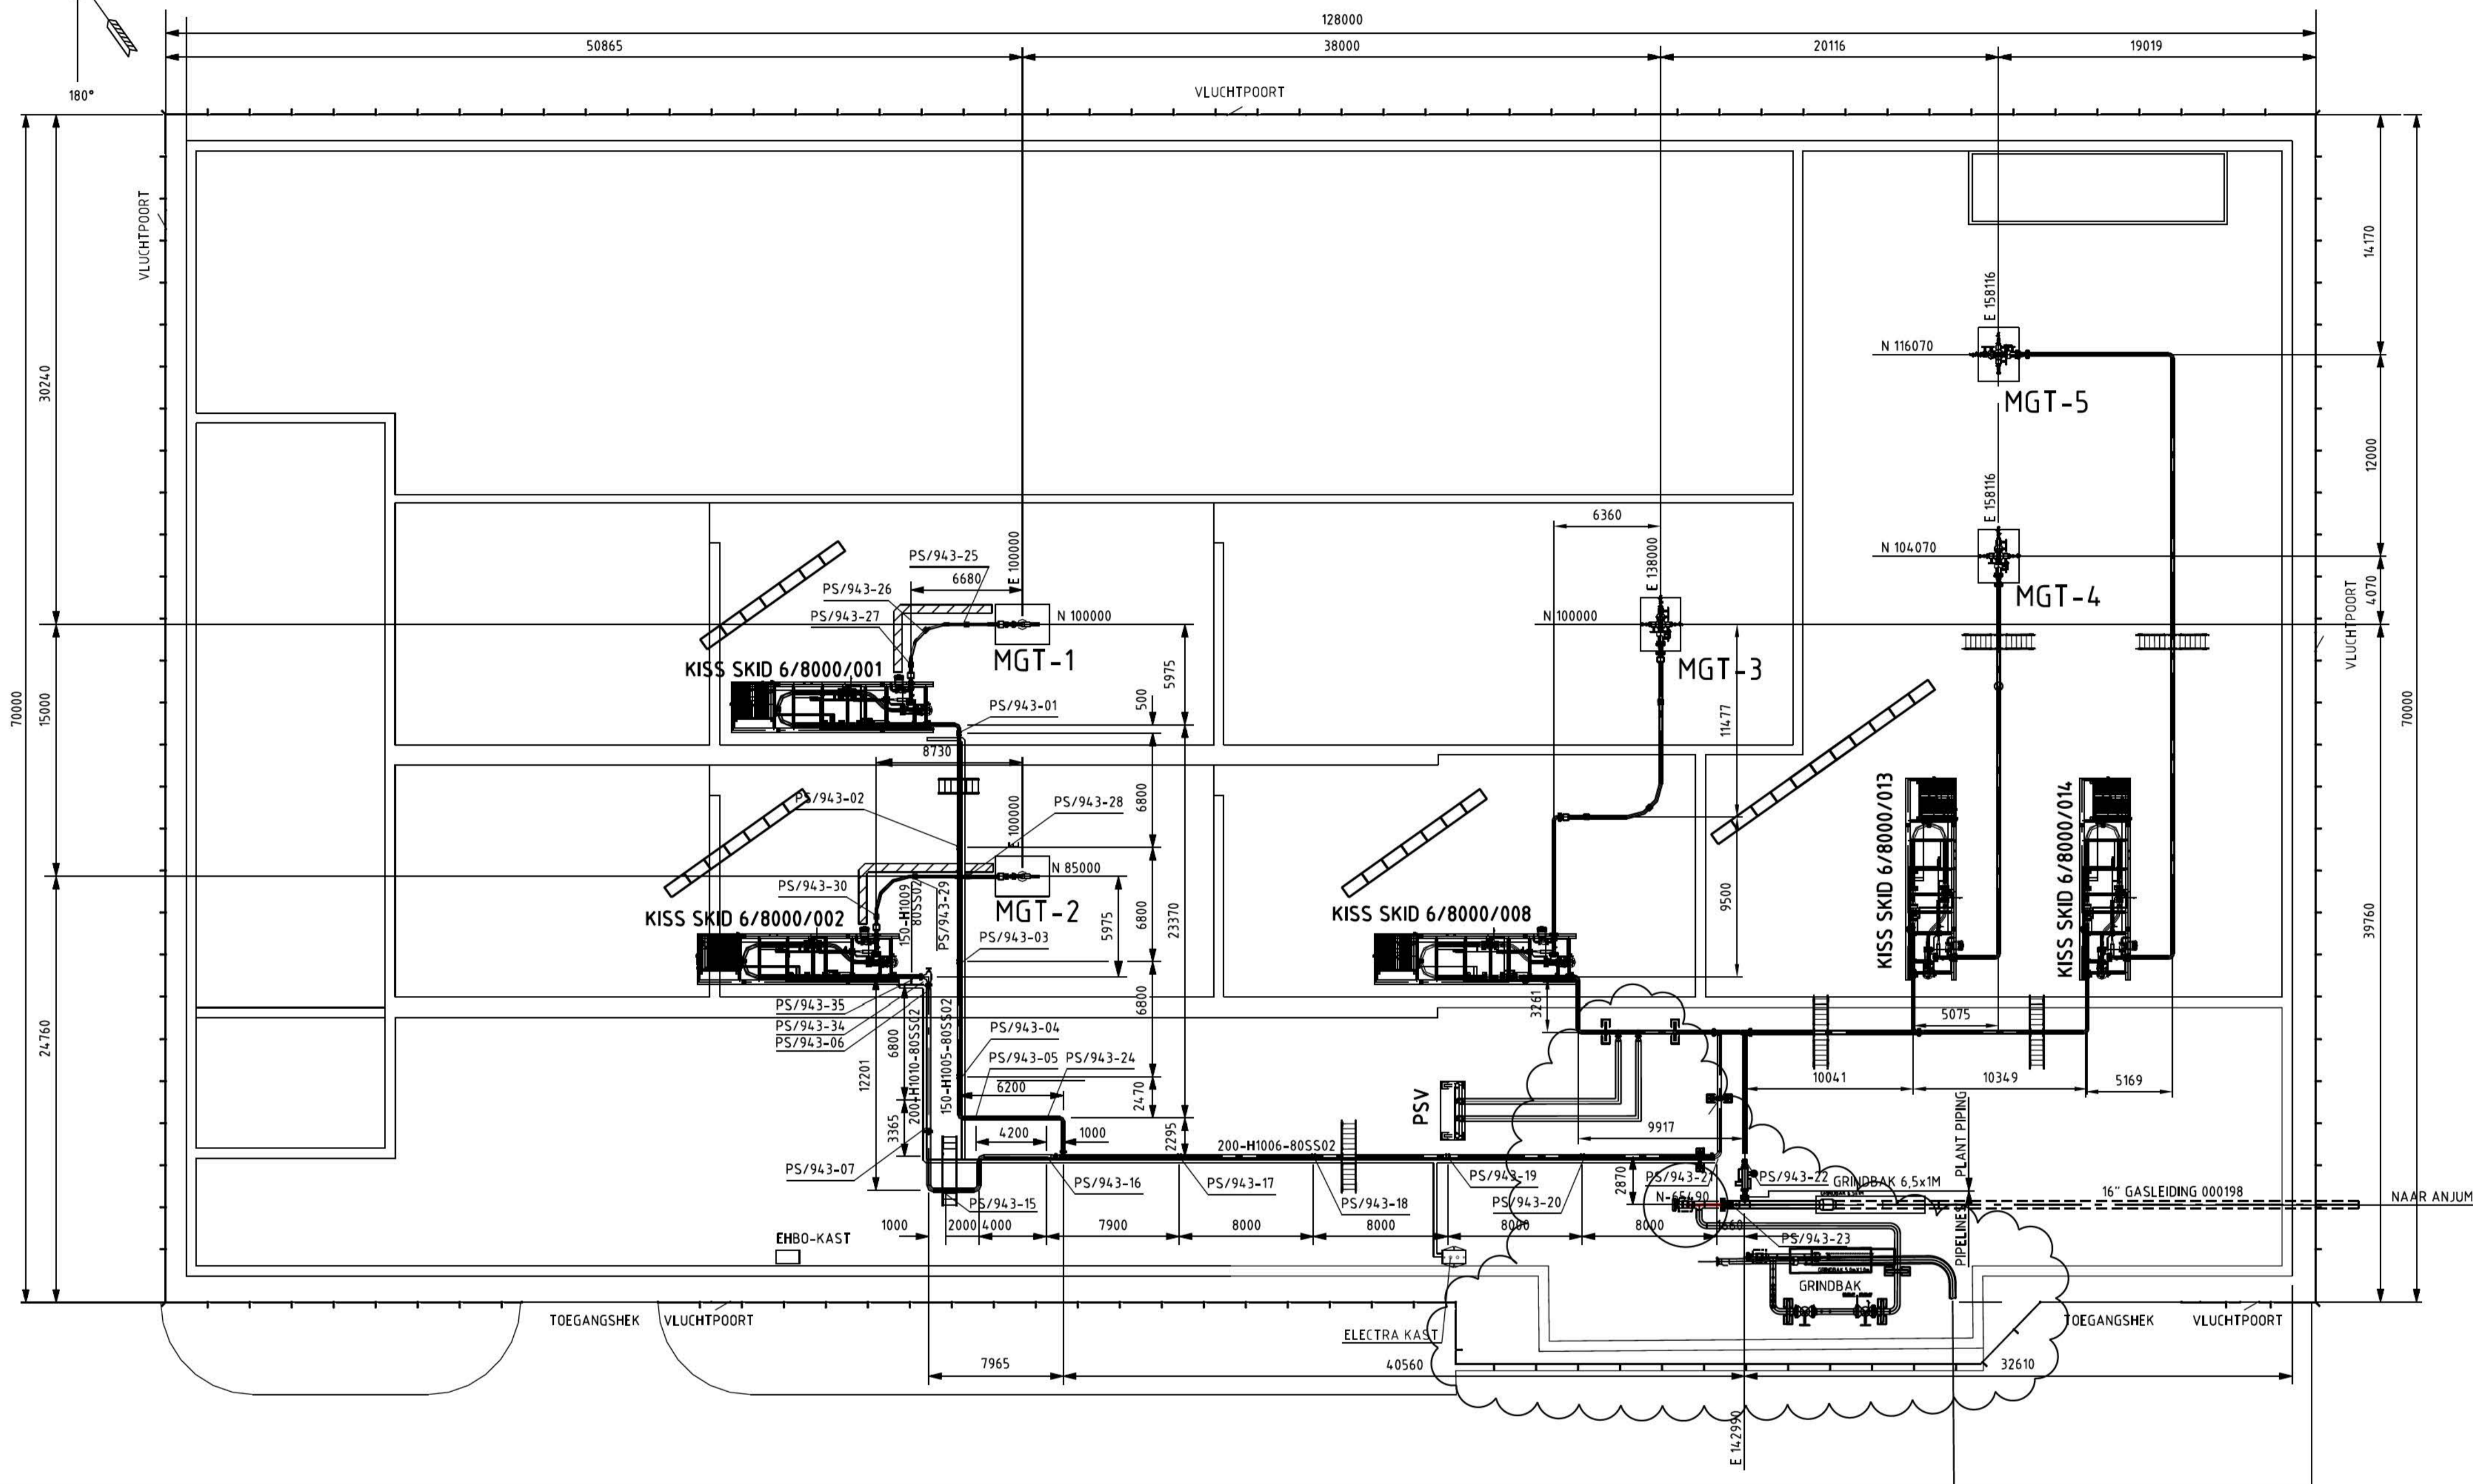 128000
50865
38000
20116
19019
180°
VLUCHTPOORT
VLUCHTPOORT
70000
30240
15000
24760
14170
12000
4070
39760
70000
VLUCHTPOORT
E 158116
N 116070
MGT-5
E 158116
N 104070
MGT-4
6360
E 138000
N 100000
MGT-3
11477
9500
PS/943-25
6680
E 100000
PS/943-26
PS/943-27
N 100000
MGT-1
KISS SKID 6/8000/001
5975
500
PS/943-01
8730
PS/943-02
6800
PS/943-28
E 100000
N 85000
MGT-2
PS/943-30
150-H1009
80SS02
PS/943-29
KISS SKID 6/8000/002
PS/943-03
5975
6800
23370
6800
KISS SKID 6/8000/008
KISS SKID 6/8000/013
KISS SKID 6/8000/014
PS/943-35
PS/943-34
PS/943-06
6800
12201
3365
200-H1010-80SS02
150-H1005-80SS02
PS/943-04
PS/943-05
PS/943-24
6200
2470
4200
1000
2295
3261
5075
10041
10349
5169
PSV
9917
200-H1006-80SS02
PS/943-07
PS/943-15
PS/943-16
PS/943-17
PS/943-18
PS/943-19
PS/943-20
2870
PS/943-21
PS/943-22
N-65490
GRINDBAK 6,5x1M
PLANT PIPING
PIPELINES
16" GASLEIDING 000198
NAAR ANJUM
1000
2000
4000
7900
8000
8000
8000
8000
1660
PS/943-23
EHBO-KAST
GRINDBAK
TOEGANGSHEK
VLUCHTPOORT
ELECTRA KAST
TOEGANGSHEK
VLUCHTPOORT
7965
40560
32610
E 142990